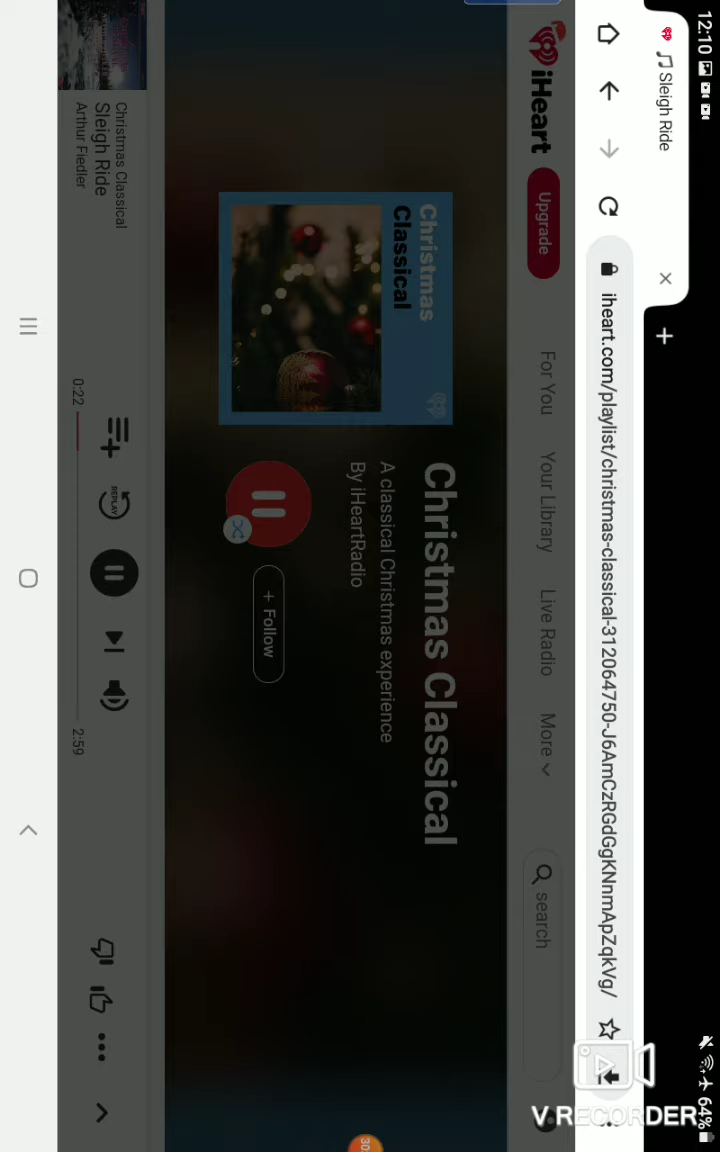 12:10
64%
Sleigh Ride
iheart.com/playlist/christmas-classical-312064750-J6AmCzRGdGgKNnmApZqkVg/
iHeart
Upgrade
For You
Your Library
Live Radio
More
search
Christmas
Classical
Christmas Classical
A classical Christmas experience
By iHeartRadio
+ Follow
Christmas Classical
Sleigh Ride
Arthur Fiedler
REPLAY
0:22
2:59
30
V RECORDER